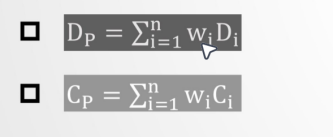 D_P = ∑_{i=1}^{n} w_i D_i
C_P = ∑_{i=1}^{n} w_i C_i